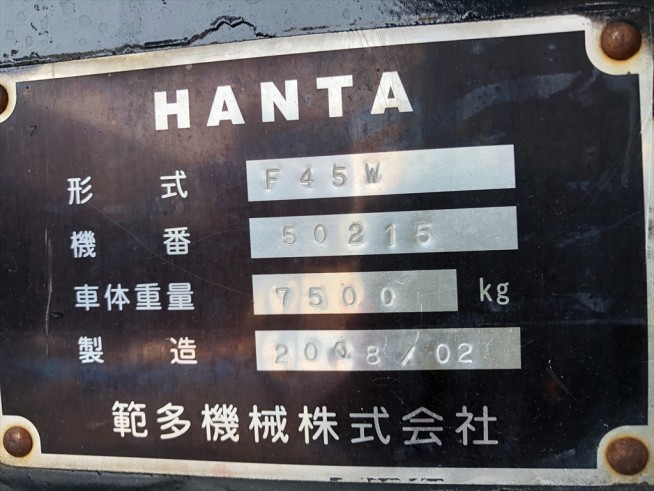 HANTA
形式 F45W
機番 50215
車体重量 7500 kg
製造 2008/02
範多機械株式会社